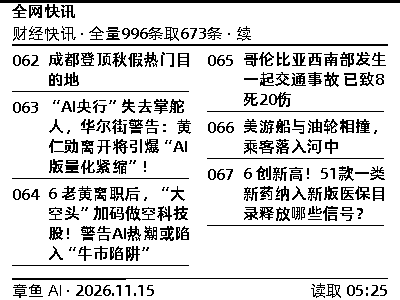 全网快讯
财经快讯 · 全量996条取673条 · 续
062 成都登顶秋假热门目
的地
063 “AI央行”失去掌舵
人，华尔街警告：黄
仁勋离开将引爆“AI
版量化紧缩”！
064 6 老黄离职后，“大
空头”加码做空科技
股！警告AI热潮或陷
入“牛市陷阱”
065 哥伦比亚西南部发生
一起交通事故 已致8
死20伤
066 美游船与油轮相撞，
乘客落入河中
067 6 创新高！51款一类
新药纳入新版医保目
录释放哪些信号？
章鱼 AI · 2026.11.15
读取 05:25